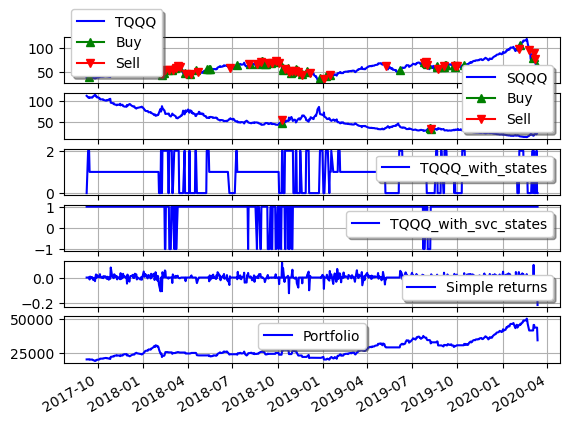 TQQQ
Buy
Sell
100
50
SQQQ
Buy
Sell
100
50
2
0
TQQQ_with_states
1
0
−1
TQQQ_with_svc_states
0.0
−0.2
Simple returns
50000
25000
Portfolio
2017-10
2018-01
2018-04
2018-07
2018-10
2019-01
2019-04
2019-07
2019-10
2020-01
2020-04